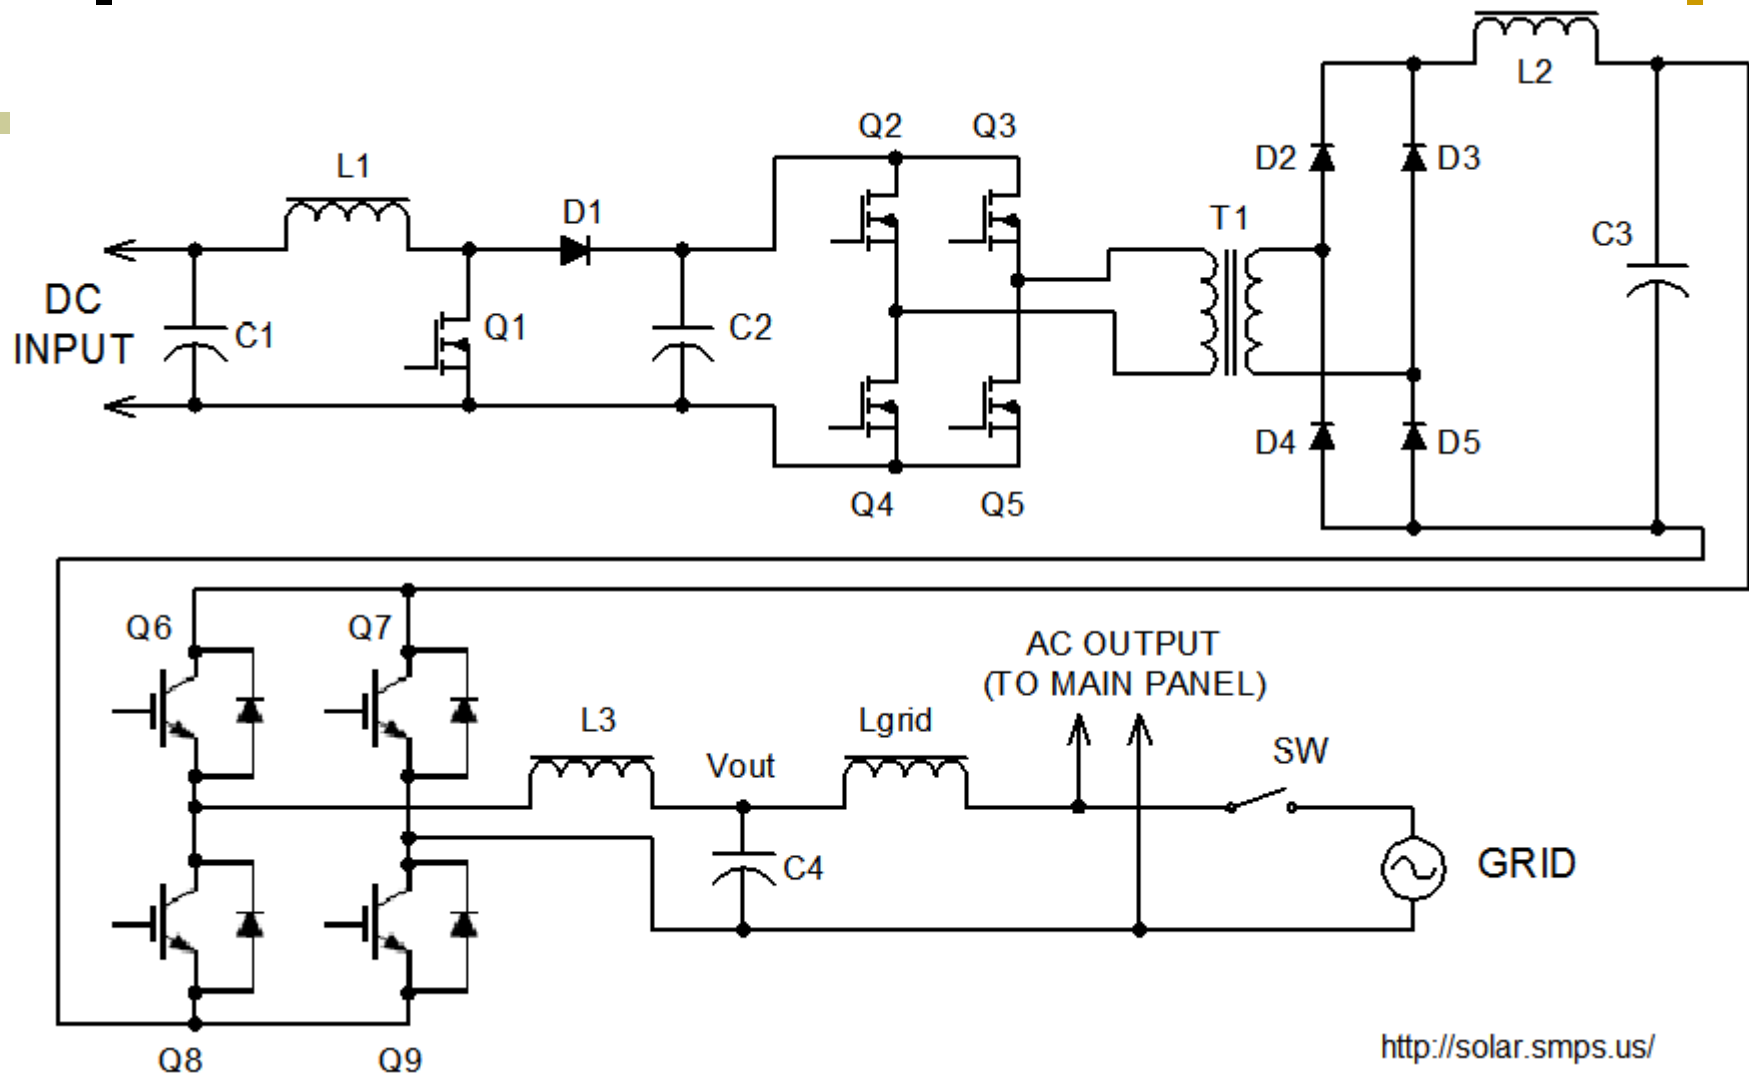 L2
Q2 Q3
D2 D3
L1
D1
T1
C3
DC
INPUT
C1
Q1
C2
D4 D5
Q4 Q5
Q6 Q7
AC OUTPUT
(TO MAIN PANEL)
L3
Lgrid
Vout
SW
C4
GRID
Q8 Q9
http://solar.smps.us/